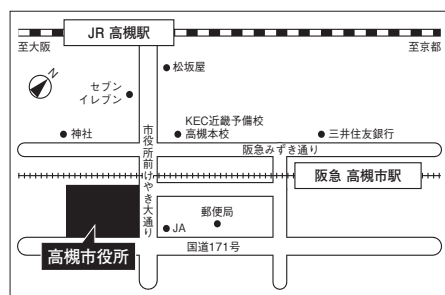 JR 高槻駅
至大阪
至京都
N
松坂屋
セブン
イレブン
KEC近畿予備校
高槻本校
神社
三井住友銀行
阪急みずき通り
市役所前けやき大通り
阪急 高槻市駅
郵便局
JA
高槻市役所
国道171号